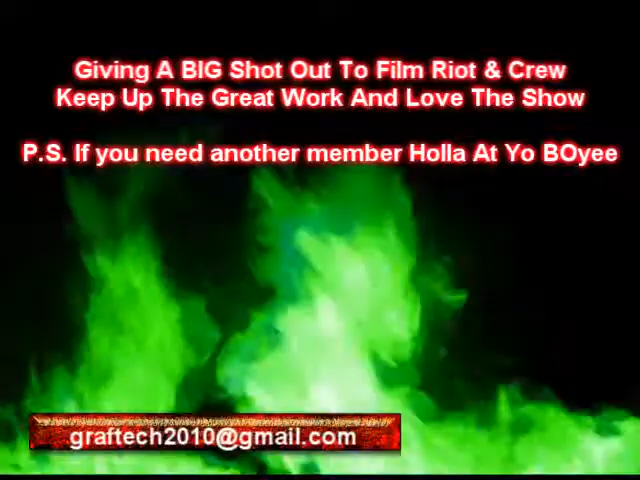 Giving A BIG Shot Out To Film Riot & Crew
Keep Up The Great Work And Love The Show
P.S. If you need another member Holla At Yo BOyee
graftech2010@gmail.com